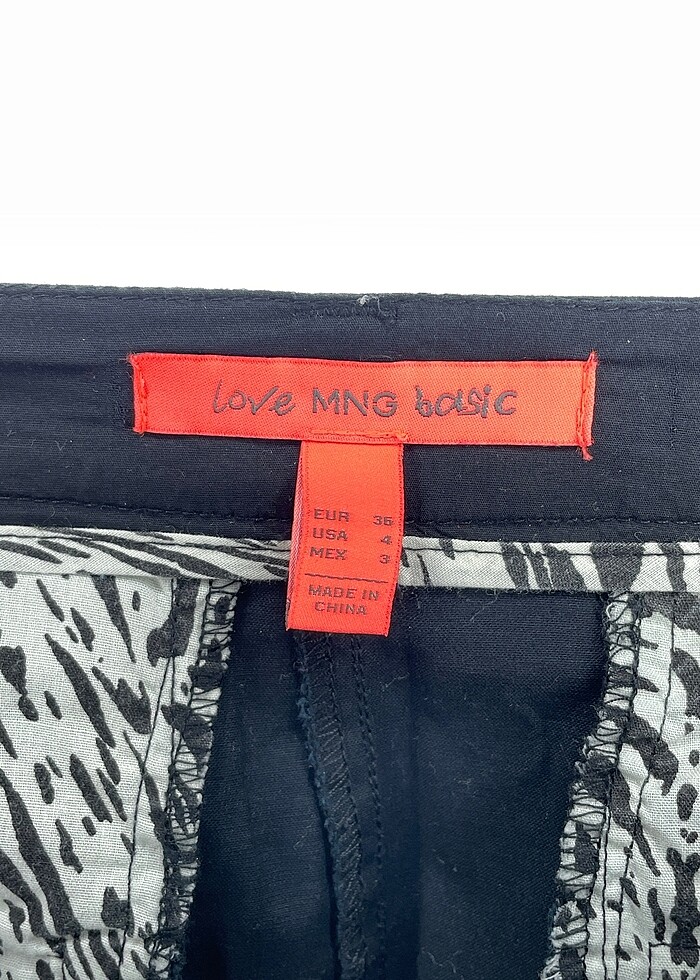 love MNG basic
EUR 36
USA 4
MEX 3
MADE IN
CHINA